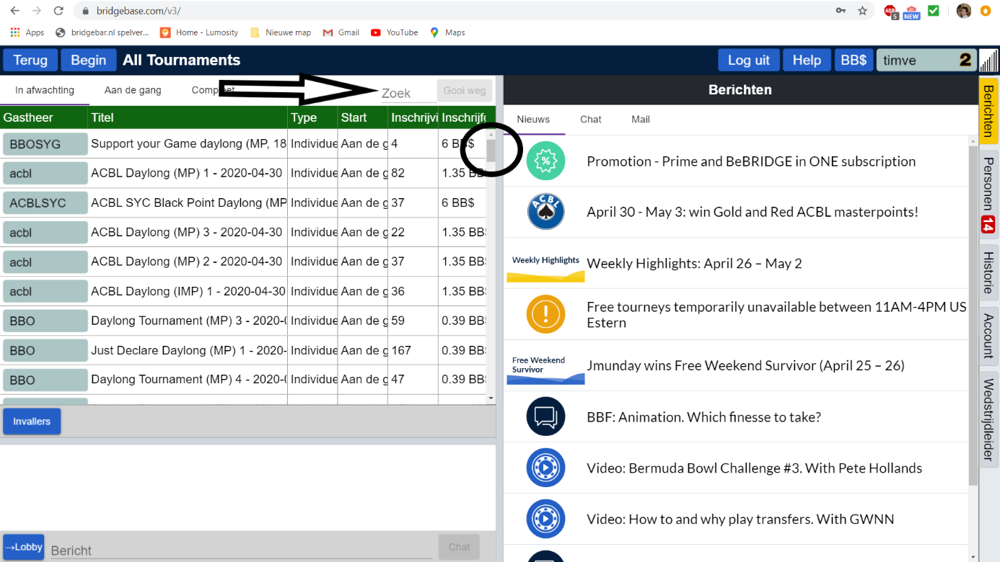 bridgebase.com/v3/
ABP 5 NEW
Apps bridgebar.nl spelver... Home - Lumosity Nieuwe map Gmail YouTube Maps
Terug Begin All Tournaments Log uit Help BB$ timve 2
In afwachting Aan de gang Compleet Zoek Gooi weg
Gastheer Titel Type Start Inschrijvi Inschrijfg
BBOSYG Support your Game daylong (MP, 18 Individue Aan de g 4 6 BB$
acbl ACBL Daylong (MP) 1 - 2020-04-30 Individue Aan de g 82 1.35 BB$
ACBLSYC ACBL SYC Black Point Daylong (MP Individue Aan de g 37 6 BB$
acbl ACBL Daylong (MP) 3 - 2020-04-30 Individue Aan de g 22 1.35 BB$
acbl ACBL Daylong (MP) 2 - 2020-04-30 Individue Aan de g 37 1.35 BB$
acbl ACBL Daylong (IMP) 1 - 2020-04-30 Individue Aan de g 36 1.35 BB$
BBO Daylong Tournament (MP) 3 - 2020-0 Individue Aan de g 59 0.39 BB$
BBO Just Declare Daylong (MP) 1 - 2020- Individue Aan de g 167 0.39 BB$
BBO Daylong Tournament (MP) 4 - 2020-0 Individue Aan de g 47 0.39 BB$
Invallers
→Lobby Bericht Chat
Berichten
Nieuws Chat Mail
%
Promotion - Prime and BeBRIDGE in ONE subscription
ACBL
April 30 - May 3: win Gold and Red ACBL masterpoints!
Weekly Highlights
Weekly Highlights: April 26 – May 2
!
Free tourneys temporarily unavailable between 11AM-4PM US
Estern
Free Weekend
Survivor
Jmunday wins Free Weekend Survivor (April 25 – 26)
BBF: Animation. Which finesse to take?
Video: Bermuda Bowl Challenge #3. With Pete Hollands
Video: How to and why play transfers. With GWNN
Berichten
Personen 14
Historie
Account
Wedstrijdleider